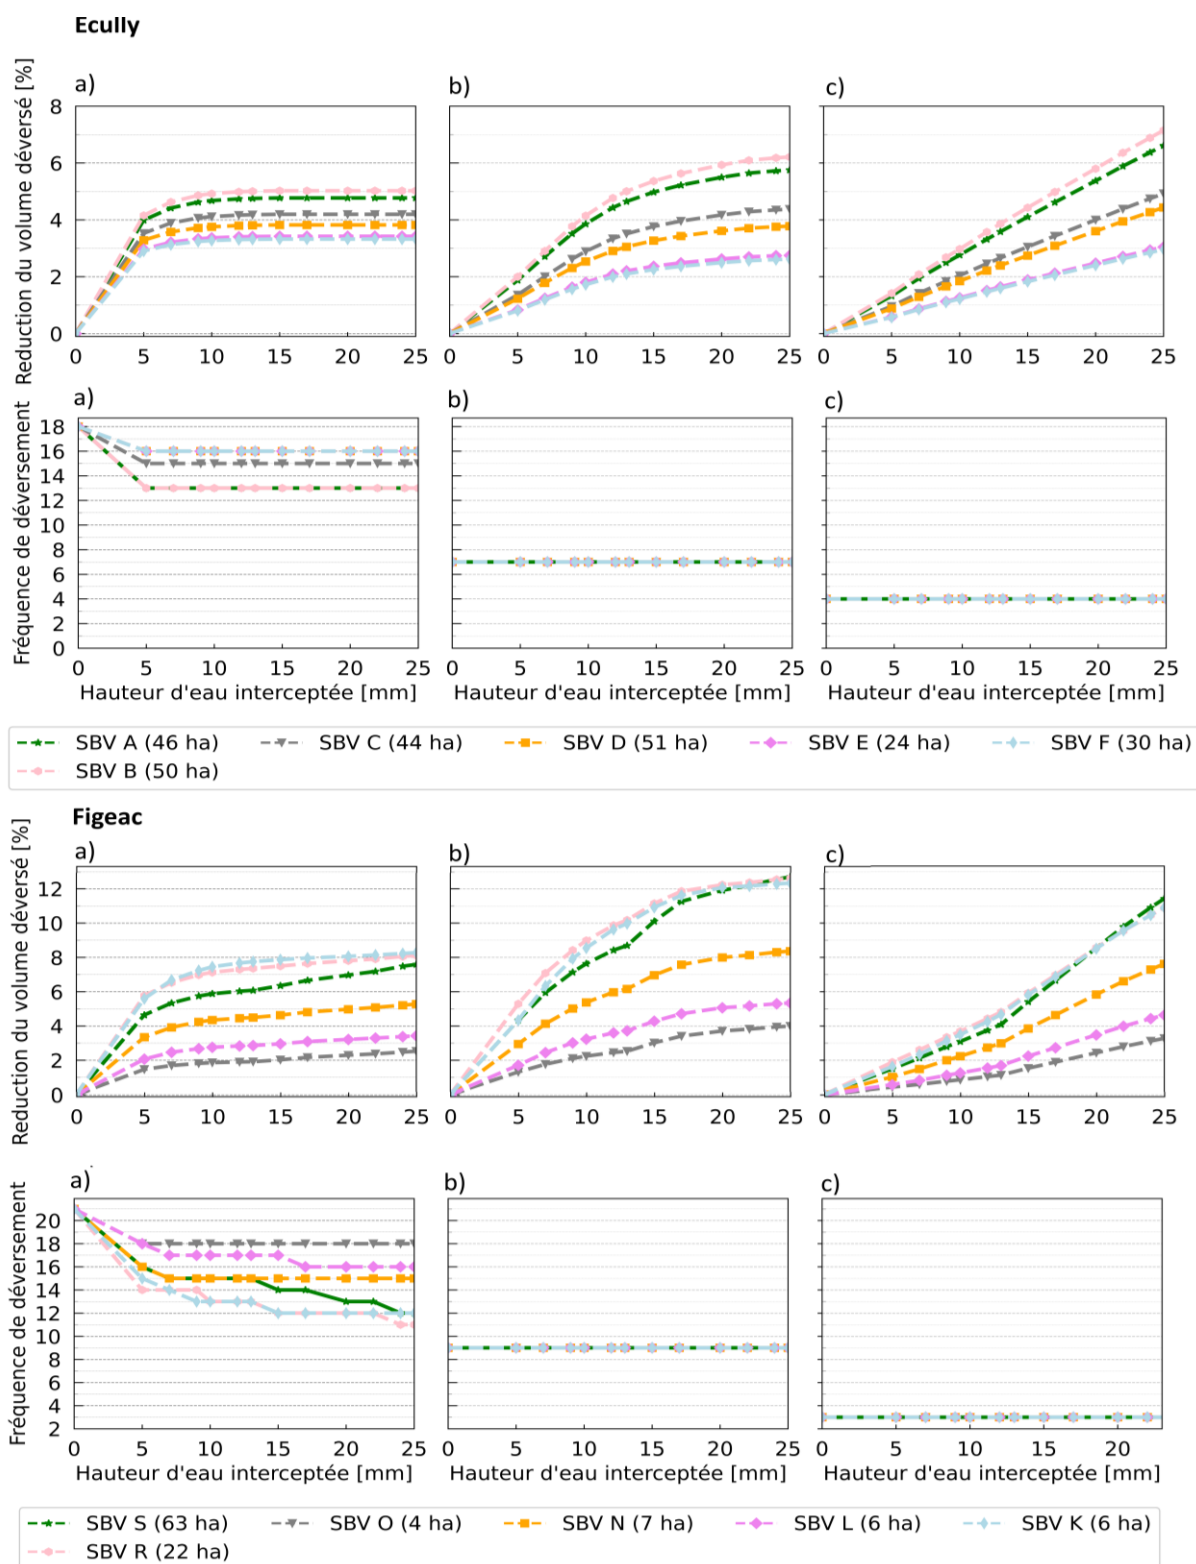 Ecully
a) b) c)
Reduction du volume déversé [%]
8
6
4
2
0
0 5 10 15 20 25 0 5 10 15 20 25 0 5 10 15 20 25
a) b) c)
Fréquence de déversement
18
16
14
12
10
8
6
4
2
0
0 5 10 15 20 25 0 5 10 15 20 25 0 5 10 15 20 25
Hauteur d'eau interceptée [mm] Hauteur d'eau interceptée [mm] Hauteur d'eau interceptée [mm]
SBV A (46 ha) SBV C (44 ha) SBV D (51 ha) SBV E (24 ha) SBV F (30 ha)
SBV B (50 ha)
Figeac
a) b) c)
Reduction du volume déversé [%]
12
10
8
6
4
2
0
0 5 10 15 20 25 0 5 10 15 20 25 0 5 10 15 20 25
a) b) c)
Fréquence de déversement
20
18
16
14
12
10
8
6
4
2
0 5 10 15 20 25 0 5 10 15 20 25 0 5 10 15 20
Hauteur d'eau interceptée [mm] Hauteur d'eau interceptée [mm] Hauteur d'eau interceptée [mm]
SBV S (63 ha) SBV O (4 ha) SBV N (7 ha) SBV L (6 ha) SBV K (6 ha)
SBV R (22 ha)